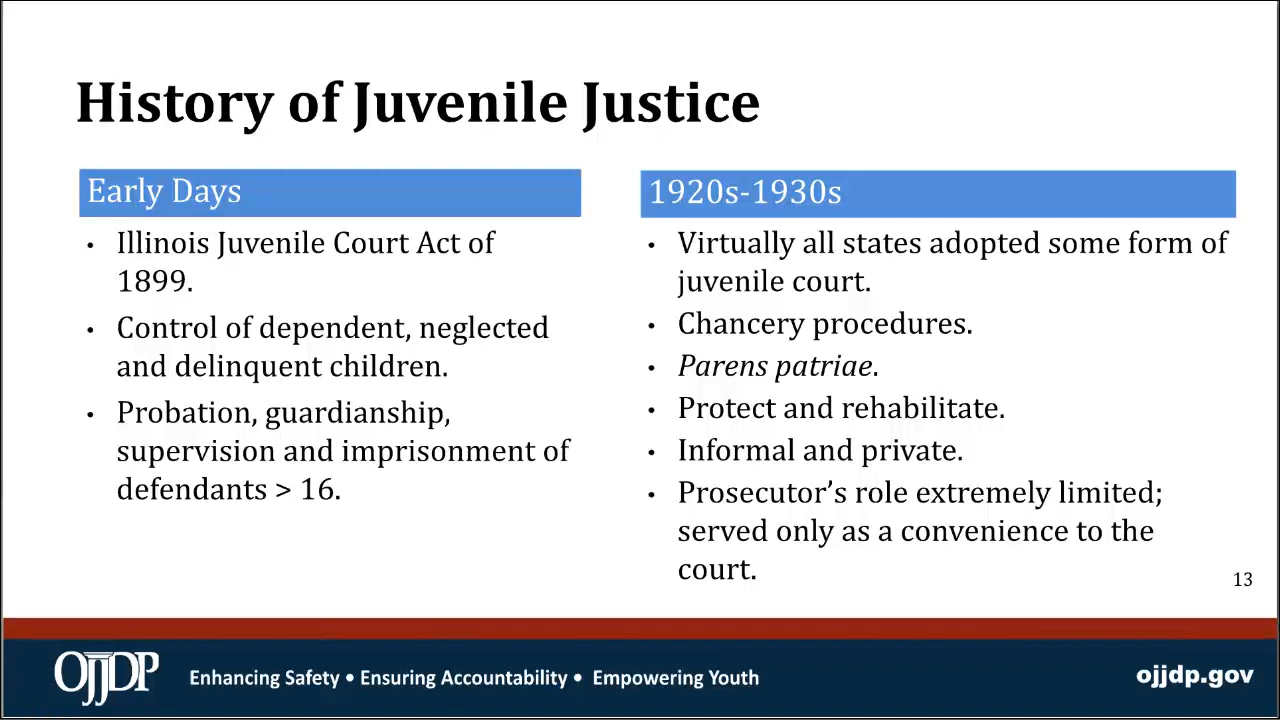 History of Juvenile Justice
Early Days
• Illinois Juvenile Court Act of
1899.
• Control of dependent, neglected
and delinquent children.
• Probation, guardianship,
supervision and imprisonment of
defendants > 16.
1920s-1930s
• Virtually all states adopted some form of
juvenile court.
• Chancery procedures.
• Parens patriae.
• Protect and rehabilitate.
• Informal and private.
• Prosecutor’s role extremely limited;
served only as a convenience to the
court.
13
OJJDP
Enhancing Safety • Ensuring Accountability • Empowering Youth
ojjdp.gov